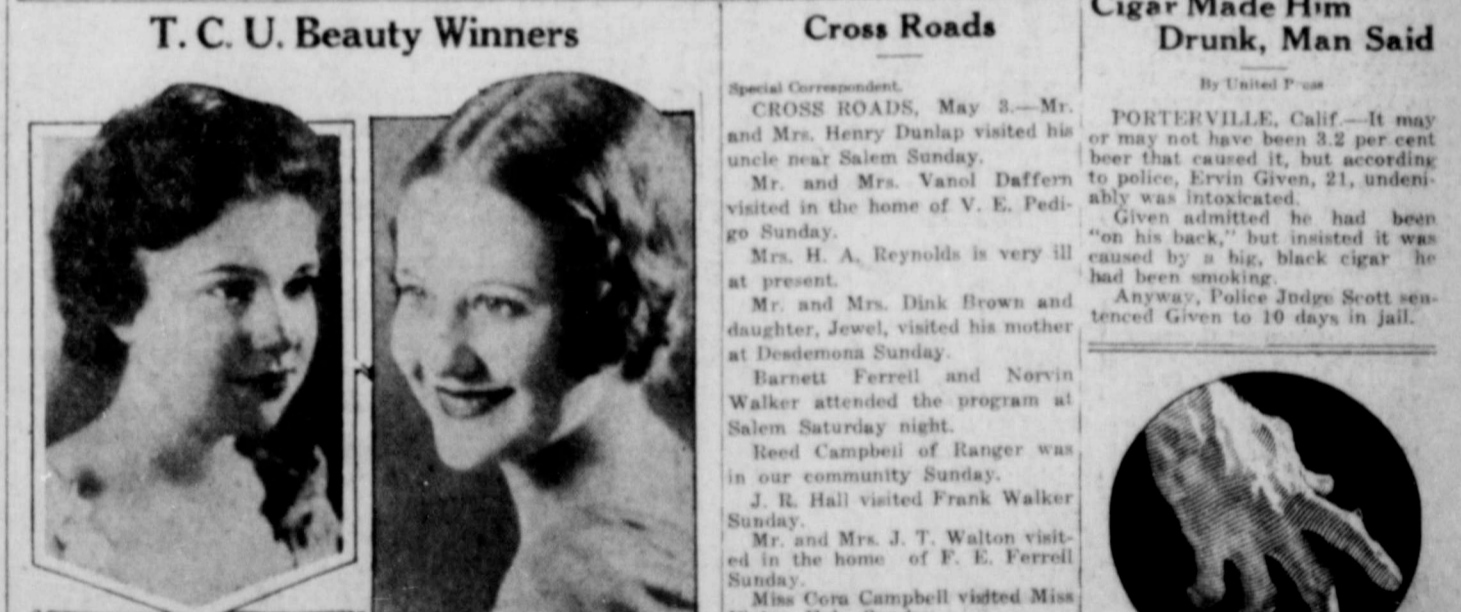 T. C. U. Beauty Winners
Cross Roads
Special Correspondent.
CROSS ROADS, May 3.—Mr.
and Mrs. Henry Dunlap visited his
uncle near Salem Sunday.
Mr. and Mrs. Vanol Daffern
visited in the home of V. E. Pedi-
go Sunday.
Mrs. H. A. Reynolds is very ill
at present.
Mr. and Mrs. Dink Brown and
daughter, Jewel, visited his mother
at Desdemona Sunday.
Barnett Ferrell and Norvin
Walker attended the program at
Salem Saturday night.
Reed Campbell of Ranger was
in our community Sunday.
J. R. Hall visited Frank Walker
Sunday.
Mr. and Mrs. J. T. Walton visit-
ed in the home of F. E. Ferrell
Sunday.
Miss Cora Campbell visited Miss
Cigar Made Him
Drunk, Man Said
By United Press
PORTERVILLE, Calif.—It may
or may not have been 3.2 per cent
beer that caused it, but according
to police, Ervin Given, 21, undeni-
ably was intoxicated.
Given admitted he had been
"on his back," but insisted it was
caused by a big, black cigar he
had been smoking.
Anyway, Police Judge Scott sen-
tenced Given to 10 days in jail.